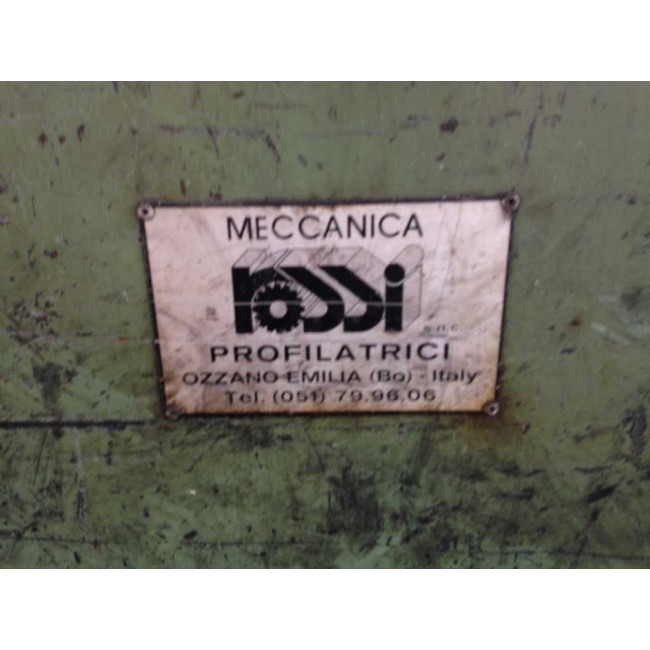 MECCANICA
rossi
s.n.c.
PROFILATRICI
OZZANO EMILIA (Bo) - Italy
Tel. (051) 79.96.06